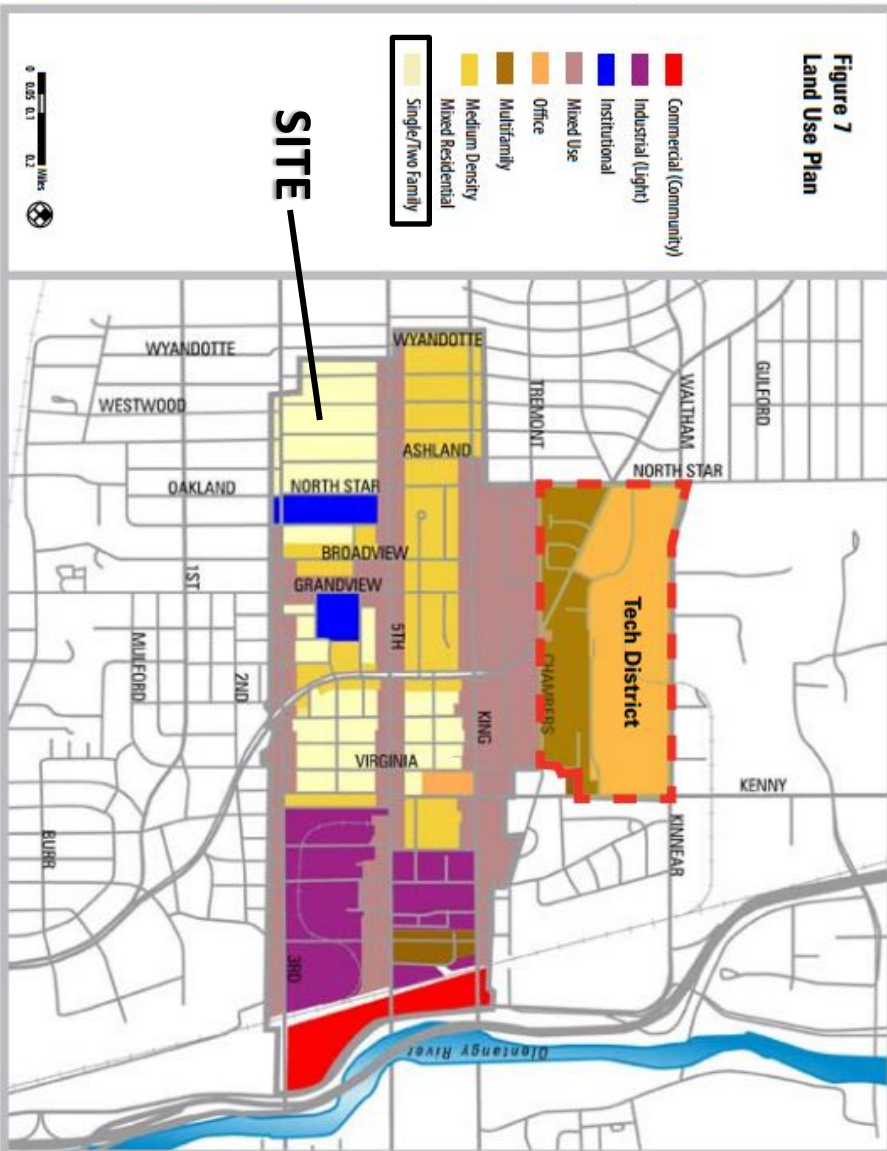 Figure 7
Land Use Plan
Commercial (Community)
Industrial (Light)
Institutional
Mixed Use
Office
Multifamily
Medium Density
Mixed Residential
Single/Two Family
0 0.05 0.1 0.2
Miles
SITE
WYANDOTTE
WYANDOTTE
WESTWOOD
OAKLAND
NORTH STAR
ASHLAND
TREMONT
WALTHAM
GULFORD
NORTH STAR
BROADVIEW
GRANDVIEW
1ST
MULFORD
2ND
5TH
KING
CHAMBERS
Tech District
VIRGINIA
KENNY
KINNEAR
BURR
3RD
Olentangy River